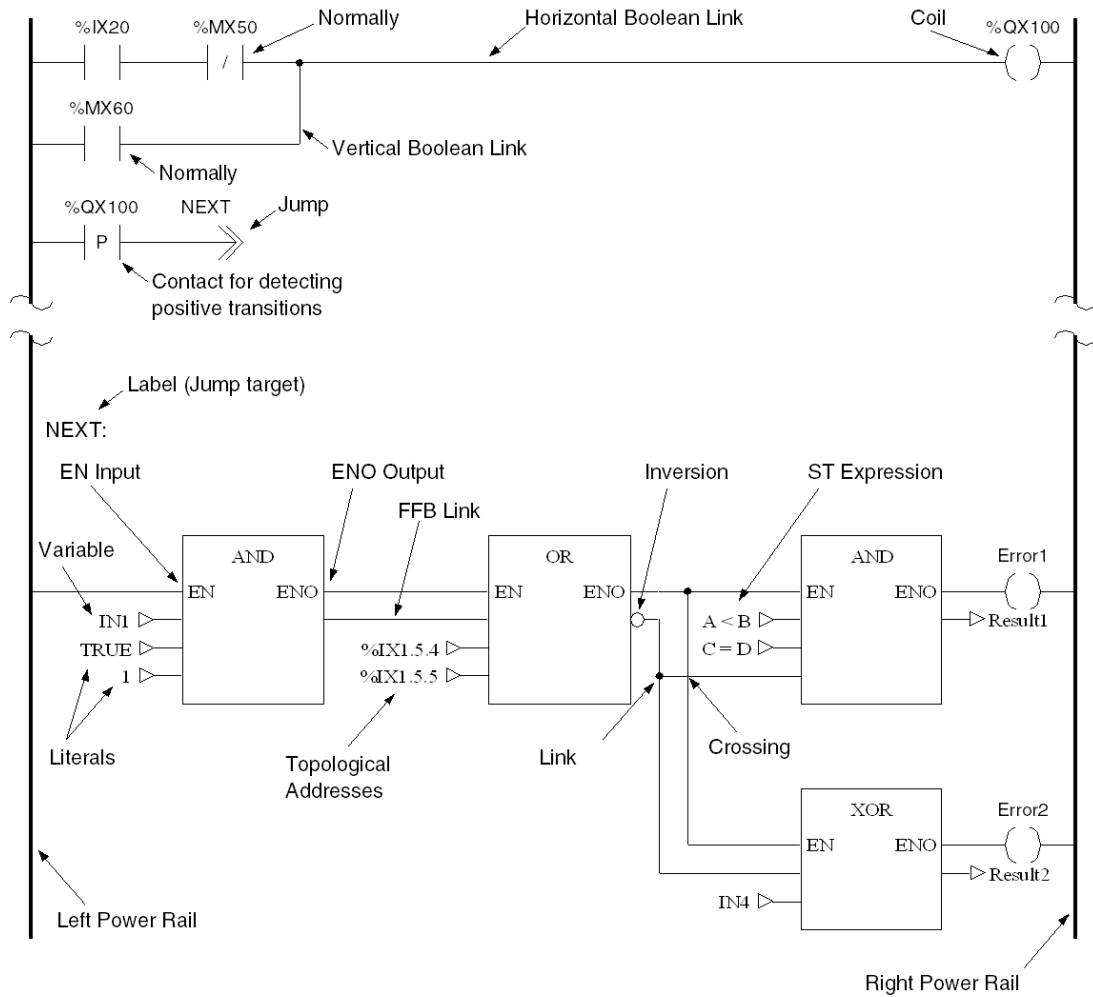 Normally
Horizontal Boolean Link
Coil
%IX20
%MX50
%QX100
/
%MX60
Vertical Boolean Link
Normally
%QX100
NEXT
Jump
P
Contact for detecting
positive transitions
Label (Jump target)
NEXT:
EN Input
ENO Output
Inversion
ST Expression
FFB Link
Variable
AND
OR
AND
Error1
EN
ENO
EN
ENO
EN
ENO
IN1
A < B
Result1
TRUE
%IX1.5.4
C = D
1
%IX1.5.5
Literals
Topological
Addresses
Link
Crossing
XOR
Error2
EN
ENO
Result2
IN4
Left Power Rail
Right Power Rail